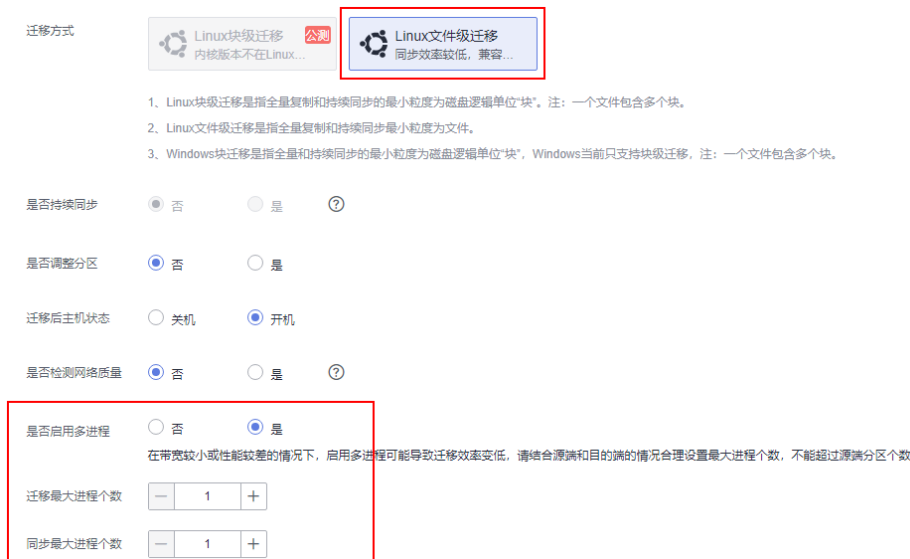 迁移方式
Linux块级迁移 公测
内核版本不在Linux...
Linux文件级迁移
同步效率较低，兼容...
1、Linux块级迁移是指全量复制和持续同步的最小粒度为磁盘逻辑单位“块”。注：一个文件包含多个块。
2、Linux文件级迁移是指全量复制和持续同步最小粒度为文件。
3、Windows块迁移是指全量和持续同步的最小粒度为磁盘逻辑单位“块”，Windows当前只支持块级迁移，注：一个文件包含多个块。
是否持续同步 否 是 ?
是否调整分区 否 是
迁移后主机状态 关机 开机
是否检测网络质量 否 是 ?
是否启用多进程 否 是
在带宽较小或性能较差的情况下，启用多进程可能导致迁移效率变低，请结合源端和目的端的情况合理设置最大进程个数，不能超过源端分区个数
迁移最大进程个数 — 1 +
同步最大进程个数 — 1 +